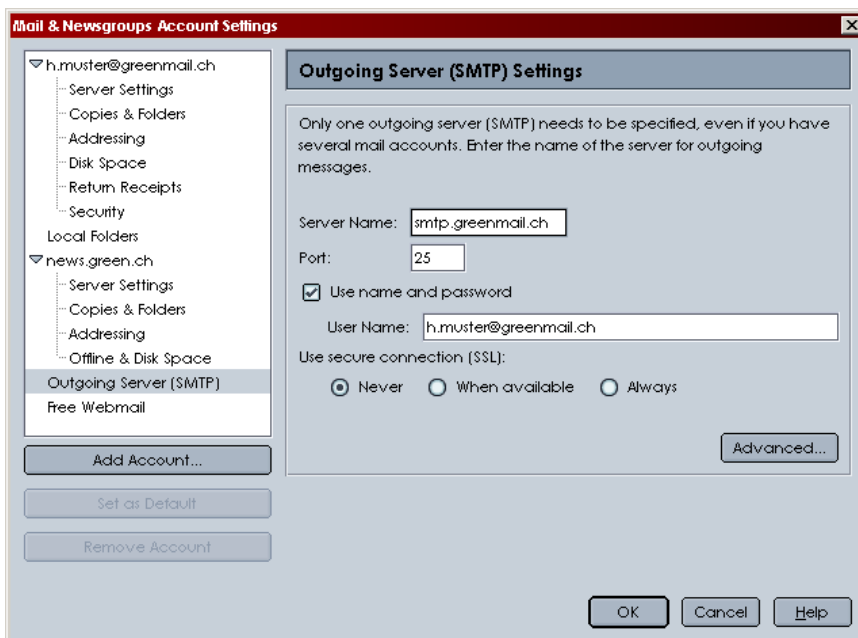 Mail & Newsgroups Account Settings
h.muster@greenmail.ch
Server Settings
Copies & Folders
Addressing
Disk Space
Return Receipts
Security
Local Folders
news.green.ch
Server Settings
Copies & Folders
Addressing
Offline & Disk Space
Outgoing Server (SMTP)
Free Webmail
Add Account...
Set as Default
Remove Account
Outgoing Server (SMTP) Settings
Only one outgoing server (SMTP) needs to be specified, even if you have
several mail accounts. Enter the name of the server for outgoing
messages.
Server Name: smtp.greenmail.ch
Port: 25
Use name and password
User Name: h.muster@greenmail.ch
Use secure connection (SSL):
Never When available Always
Advanced...
OK Cancel Help